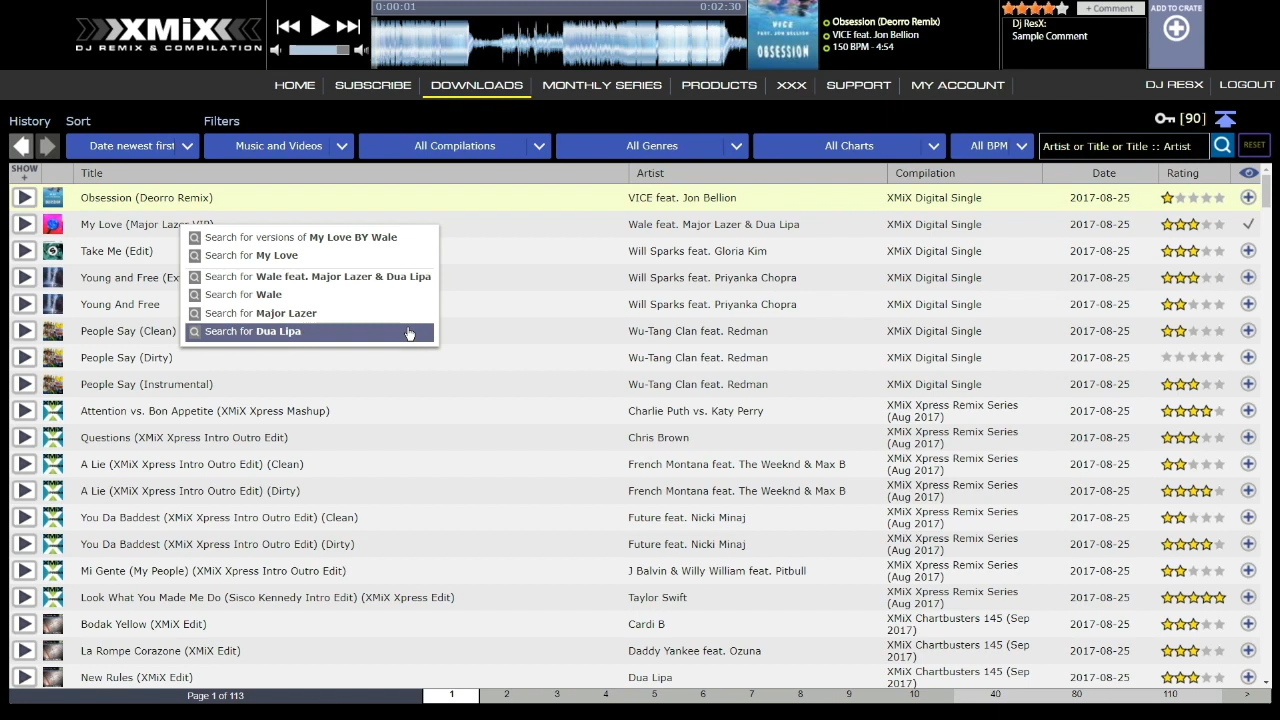 XMiX
DJ REMIX & COMPILATION
0:00:01 -02:30
VICE
FEAT. JON BELLION
OBSESSION
Obsession (Deorro Remix)
VICE feat. Jon Bellion
150 BPM - 4:54
+ Comment
Dj ResX:
Sample Comment
ADD TO CRATE
HOME SUBSCRIBE DOWNLOADS MONTHLY SERIES PRODUCTS XXX SUPPORT MY ACCOUNT DJ RESX LOGOUT
History Sort Filters [90]
Date newest first Music and Videos All Compilations All Genres All Charts All BPM Artist or Title or Title :: Artist RESET
SHOW + Title Artist Compilation Date Rating
Obsession (Deorro Remix) VICE feat. Jon Bellion XMiX Digital Single 2017-08-25
My Love (Major Lazer VIP) Wale feat. Major Lazer & Dua Lipa XMiX Digital Single 2017-08-25
Search for versions of My Love BY Wale
Search for My Love
Search for Wale feat. Major Lazer & Dua Lipa
Search for Wale
Search for Major Lazer
Search for Dua Lipa
Take Me (Edit) Will Sparks feat. Gloria Kim XMiX Digital Single 2017-08-25
Young and Free (Ex Will Sparks feat. Priyanka Chopra XMiX Digital Single 2017-08-25
Young And Free Will Sparks feat. Priyanka Chopra XMiX Digital Single 2017-08-25
People Say (Clean) Wu-Tang Clan feat. Redman XMiX Digital Single 2017-08-25
People Say (Dirty) Wu-Tang Clan feat. Redman XMiX Digital Single 2017-08-25
People Say (Instrumental) Wu-Tang Clan feat. Redman XMiX Digital Single 2017-08-25
Attention vs. Bon Appetite (XMiX Xpress Mashup) Charlie Puth vs. Katy Perry XMiX Xpress Remix Series (Aug 2017) 2017-08-25
Questions (XMiX Xpress Intro Outro Edit) Chris Brown XMiX Xpress Remix Series (Aug 2017) 2017-08-25
A Lie (XMiX Xpress Intro Outro Edit) (Clean) French Montana feat. The Weeknd & Max B XMiX Xpress Remix Series (Aug 2017) 2017-08-25
A Lie (XMiX Xpress Intro Outro Edit) (Dirty) French Montana feat. The Weeknd & Max B XMiX Xpress Remix Series (Aug 2017) 2017-08-25
You Da Baddest (XMiX Xpress Intro Outro Edit) (Clean) Future feat. Nicki Minaj XMiX Xpress Remix Series (Aug 2017) 2017-08-25
You Da Baddest (XMiX Xpress Intro Outro Edit) (Dirty) Future feat. Nicki Minaj XMiX Xpress Remix Series (Aug 2017) 2017-08-25
Mi Gente (My People) (XMiX Xpress Intro Outro Edit) J Balvin & Willy William feat. Pitbull XMiX Xpress Remix Series (Aug 2017) 2017-08-25
Look What You Made Me Do (Sisco Kennedy Intro Edit) (XMiX Xpress Edit) Taylor Swift XMiX Xpress Remix Series (Aug 2017) 2017-08-25
Bodak Yellow (XMiX Edit) Cardi B XMiX Chartbusters 145 (Sep 2017) 2017-08-25
La Rompe Corazone (XMiX Edit) Daddy Yankee feat. Ozuna XMiX Chartbusters 145 (Sep 2017) 2017-08-25
New Rules (XMiX Edit) Dua Lipa XMiX Chartbusters 145 (Sep 2017) 2017-08-25
Page 1 of 113 1 2 3 4 5 6 7 8 9 10 40 80 110 >